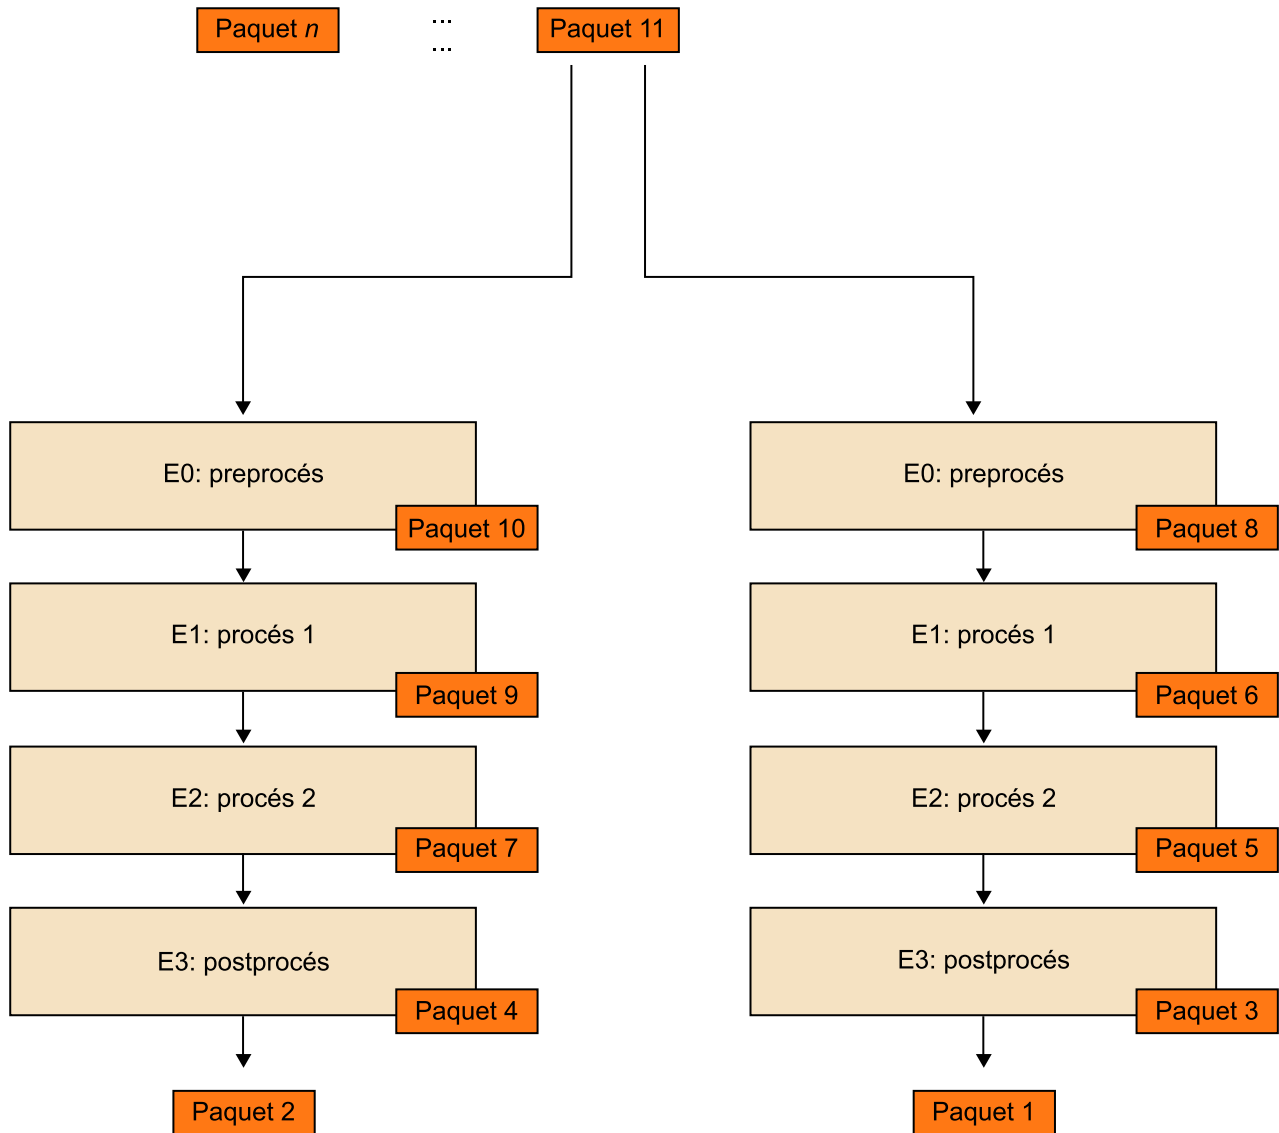 Paquet n ... Paquet 11
...
E0: preprocés E0: preprocés
Paquet 10 Paquet 8
E1: procés 1 E1: procés 1
Paquet 9 Paquet 6
E2: procés 2 E2: procés 2
Paquet 7 Paquet 5
E3: postprocés E3: postprocés
Paquet 4 Paquet 3
Paquet 2 Paquet 1